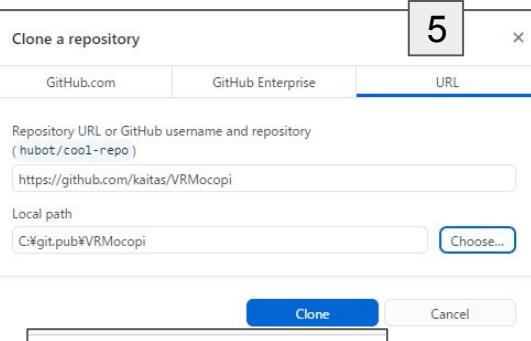 Clone a repository
5
×
GitHub.com
GitHub Enterprise
URL
Repository URL or GitHub username and repository
(hubot/cool-repo)
https://github.com/kaitas/VRMocopi
Local path
C:¥git.pub¥VRMocopi
Choose...
Clone
Cancel